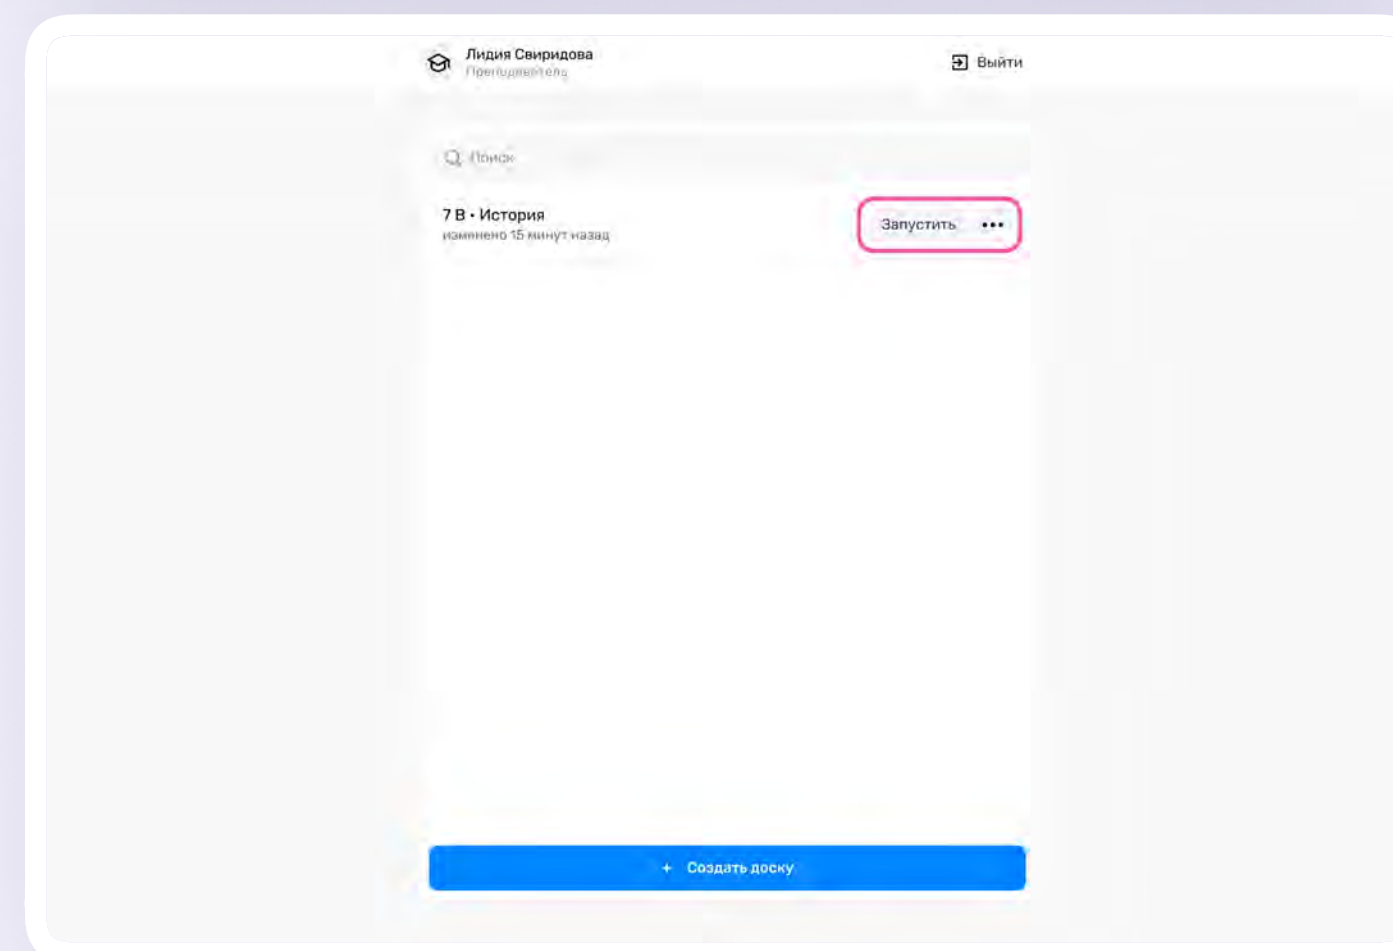 Лидия Свиридова
Преподаватель
Выйти
Поиск
7 В • История
изменено 15 минут назад
Запустить •••
+ Создать доску